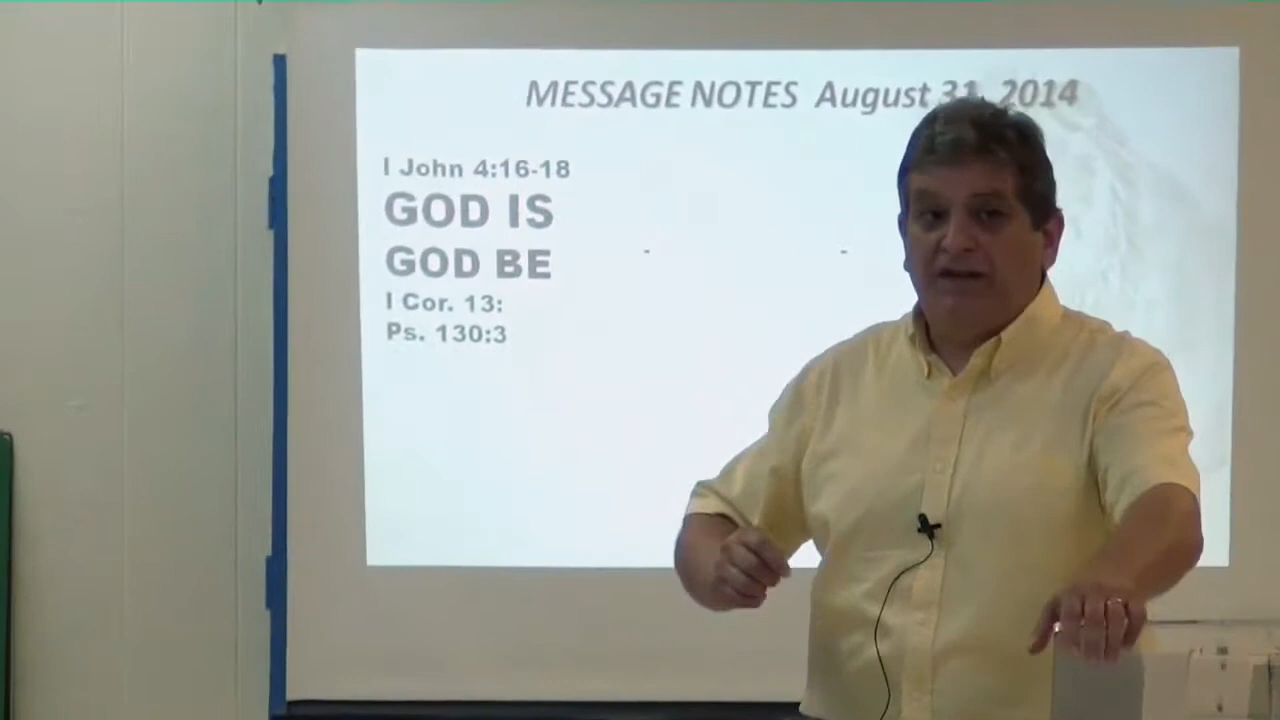 MESSAGE NOTES August 31, 2014
I John 4:16-18
GOD IS
GOD BE - -
I Cor. 13:
Ps. 130:3